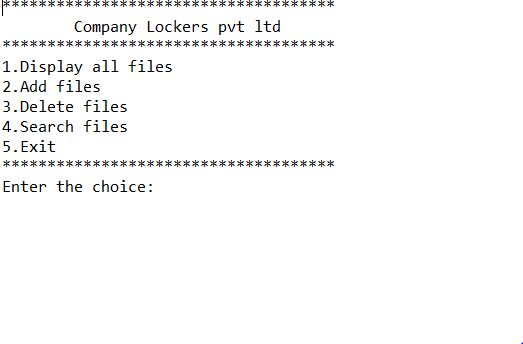 *************************************
Company Lockers pvt ltd
*************************************
1.Display all files
2.Add files
3.Delete files
4.Search files
5.Exit
*************************************
Enter the choice: